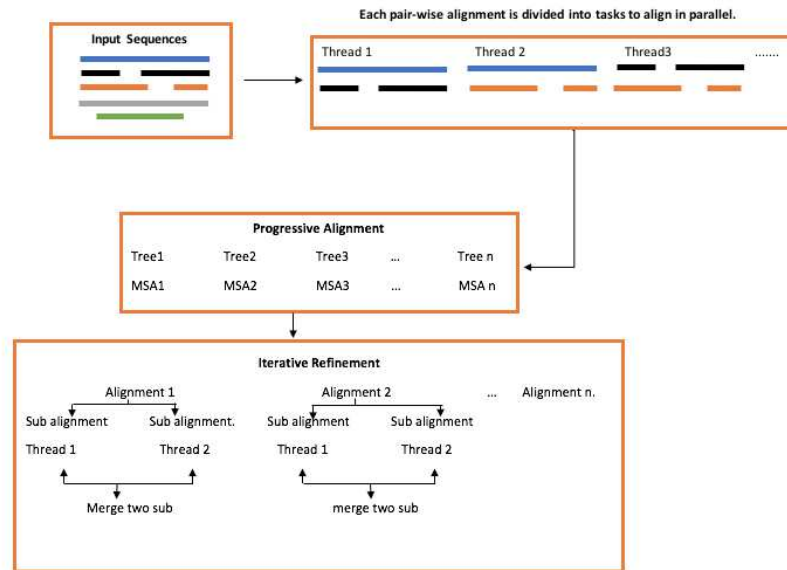 Each pair-wise alignment is divided into tasks to align in parallel.
Input Sequences
Thread 1 Thread 2 Thread3 .......
Progressive Alignment
Tree1 Tree2 Tree3 ... Tree n
MSA1 MSA2 MSA3 ... MSA n
Iterative Refinement
Alignment 1 Alignment 2 ... Alignment n.
Sub alignment Sub alignment. Sub alignment Sub alignment
Thread 1 Thread 2 Thread 1 Thread 2
Merge two sub merge two sub